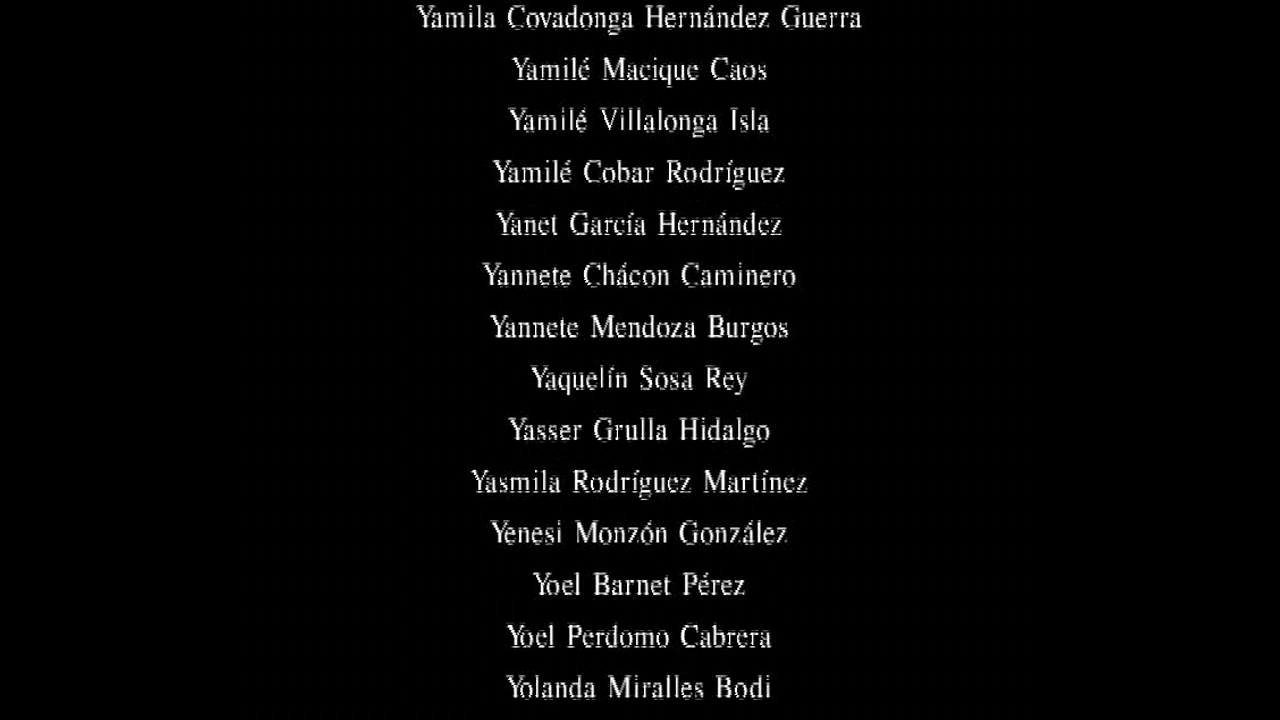 Yamila Covadonga Hernández Guerra
Yamilé Macique Caos
Yamilé Villalonga Isla
Yamilé Cobar Rodríguez
Yanet García Hernández
Yannete Chácon Caminero
Yannete Mendoza Burgos
Yaquelín Sosa Rey
Yasser Grulla Hidalgo
Yasmila Rodríguez Martínez
Yenesi Monzón González
Yoel Barnet Pérez
Yoel Perdomo Cabrera
Yolanda Miralles Bodi